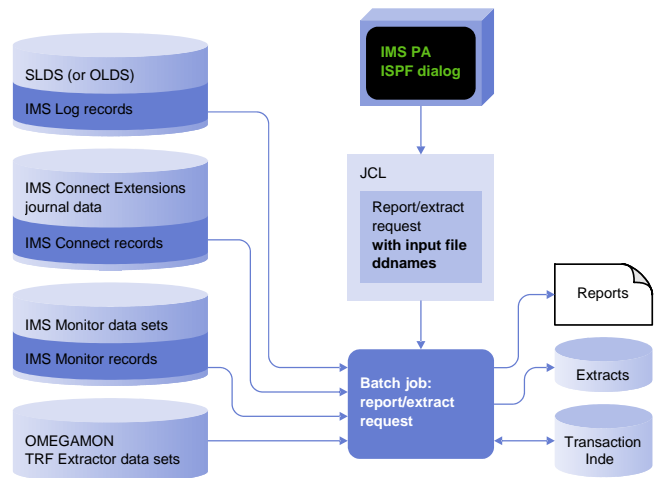 SLDS (or OLDS)
IMS Log records
IMS Connect Extensions
journal data
IMS Connect records
IMS Monitor data sets
IMS Monitor records
OMEGAMON
TRF Extractor data sets
IMS PA
ISPF dialog
JCL
Report/extract
request
with input file
ddnames
Batch job:
report/extract
request
Reports
Extracts
Transaction
Inde